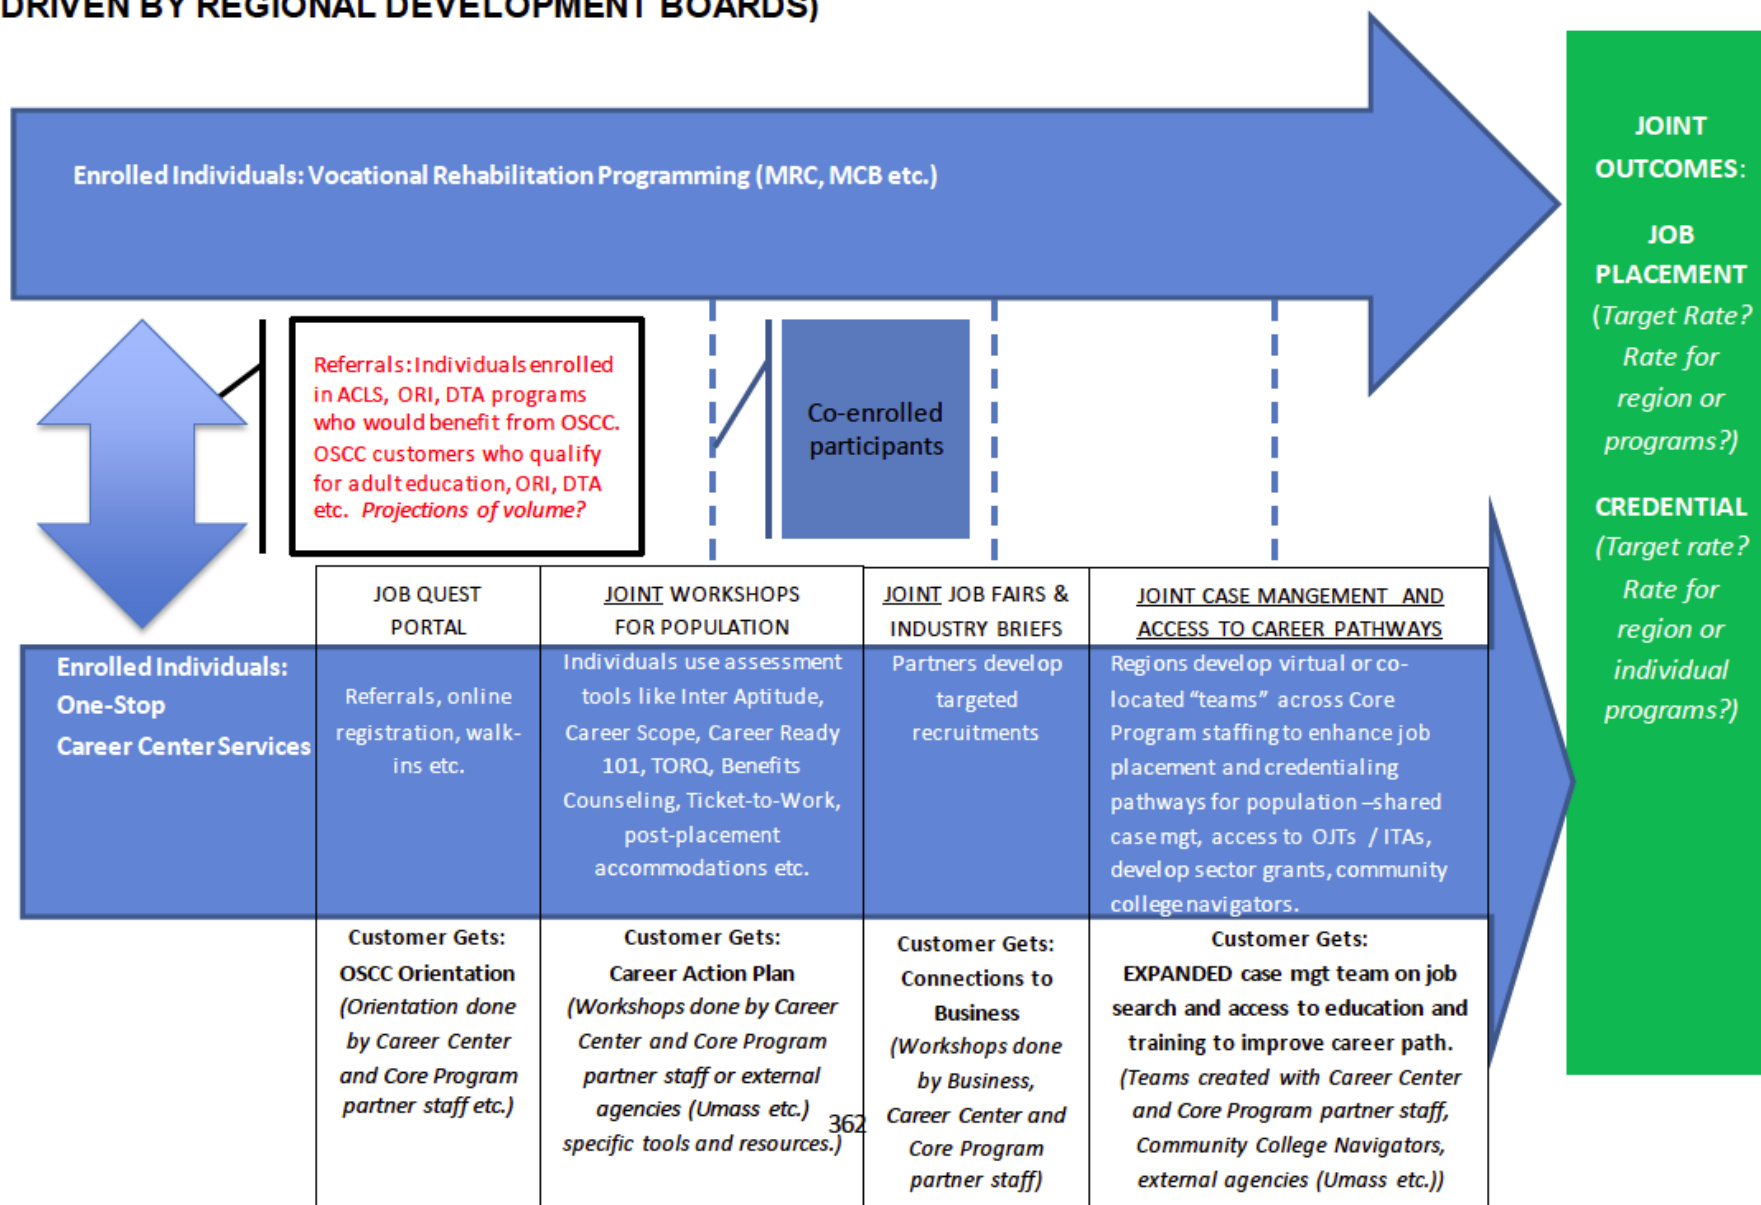 DRIVEN BY REGIONAL DEVELOPMENT BOARDS)
Enrolled Individuals: Vocational Rehabilitation Programming (MRC, MCB etc.)
Referrals: Individuals enrolled
in ACLS, ORI, DTA programs
who would benefit from OSCC.
OSCC customers who qualify
for adult education, ORI, DTA
etc. Projections of volume?
Co-enrolled
participants
JOINT
OUTCOMES:
JOB
PLACEMENT
(Target Rate?
Rate for
region or
programs?)
CREDENTIAL
(Target rate?
Rate for
region or
individual
programs?)
Enrolled Individuals:
One-Stop
Career Center Services
JOB QUEST
PORTAL
Referrals, online
registration, walk-
ins etc.
Customer Gets:
OSCC Orientation
(Orientation done
by Career Center
and Core Program
partner staff etc.)
JOINT WORKSHOPS
FOR POPULATION
Individuals use assessment
tools like Inter Aptitude,
Career Scope, Career Ready
101, TORQ, Benefits
Counseling, Ticket-to-Work,
post-placement
accommodations etc.
Customer Gets:
Career Action Plan
(Workshops done by Career
Center and Core Program
partner staff or external
agencies (Umass etc.)
specific tools and resources.)
JOINT JOB FAIRS &
INDUSTRY BRIEFS
Partners develop
targeted
recruitments
Customer Gets:
Connections to
Business
(Workshops done
by Business,
Career Center and
Core Program
partner staff)
JOINT CASE MANGEMENT AND
ACCESS TO CAREER PATHWAYS
Regions develop virtual or co-
located “teams” across Core
Program staffing to enhance job
placement and credentialing
pathways for population –shared
case mgt, access to OJTs / ITAs,
develop sector grants, community
college navigators.
Customer Gets:
EXPANDED case mgt team on job
search and access to education and
training to improve career path.
(Teams created with Career Center
and Core Program partner staff,
Community College Navigators,
external agencies (Umass etc.))
362